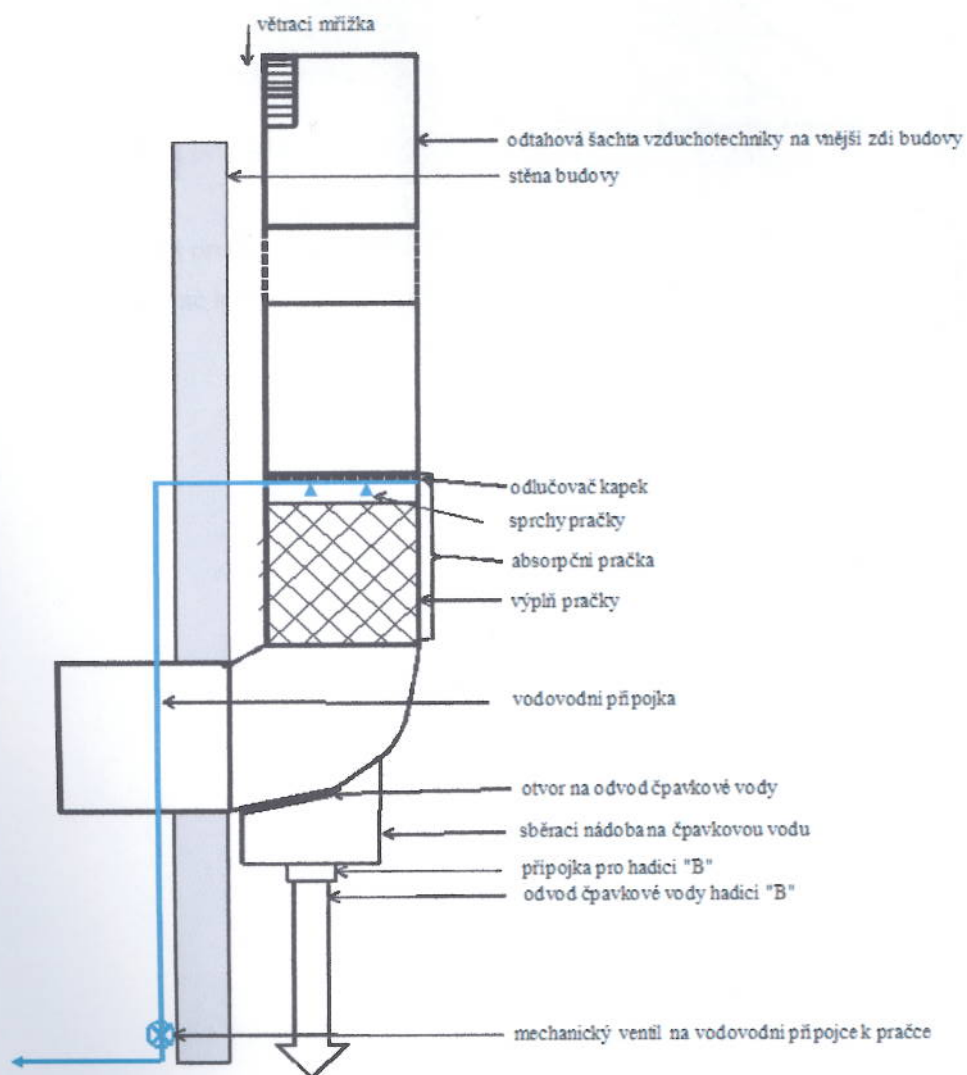 větrací mřížka
odtahová šachta vzduchotechniky na vnější zdi budovy
stěna budovy
odlučovač kapek
sprchy pračky
absorpční pračka
výplň pračky
vodovodní přípojka
otvor na odvod čpavkové vody
sběrací nádoba na čpavkovou vodu
přípojka pro hadici "B"
odvod čpavkové vody hadicí "B"
mechanický ventil na vodovodní přípojce k pračce